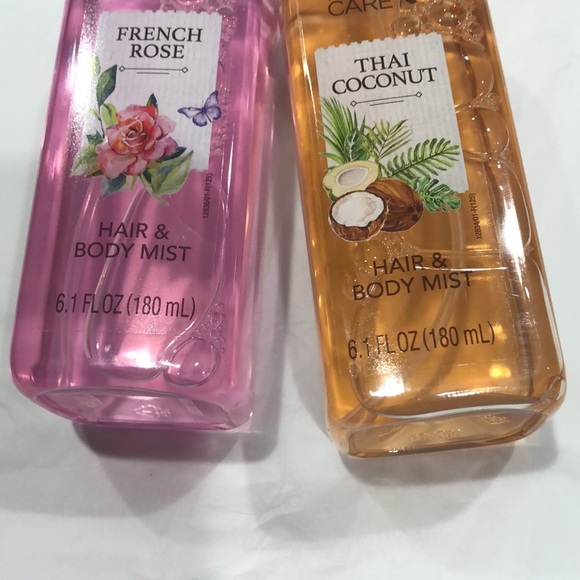 FRENCH
ROSE
HAIR &
BODY MIST
6.1 FL OZ (180 mL)
CARE
THAI
COCONUT
HAIR &
BODY MIST
6.1 FL OZ (180 mL)